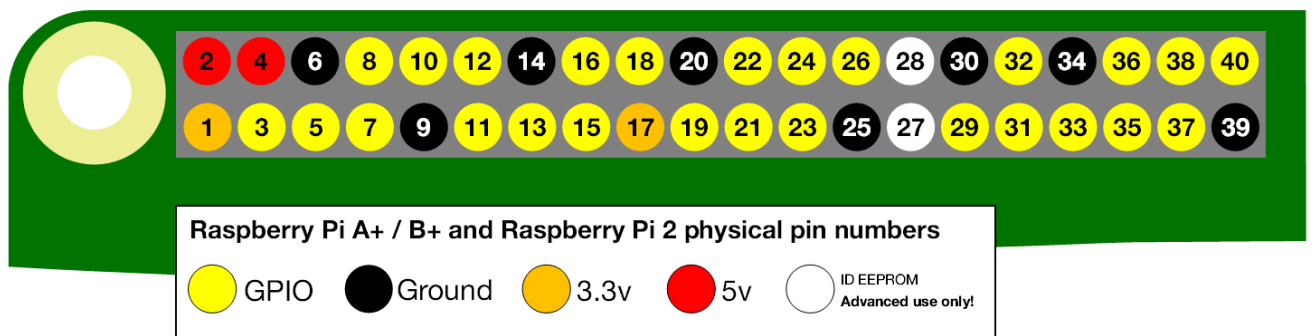 2 4 6 8 10 12 14 16 18 20 22 24 26 28 30 32 34 36 38 40
1 3 5 7 9 11 13 15 17 19 21 23 25 27 29 31 33 35 37 39
Raspberry Pi A+ / B+ and Raspberry Pi 2 physical pin numbers
GPIO Ground 3.3v 5v ID EEPROM
Advanced use only!